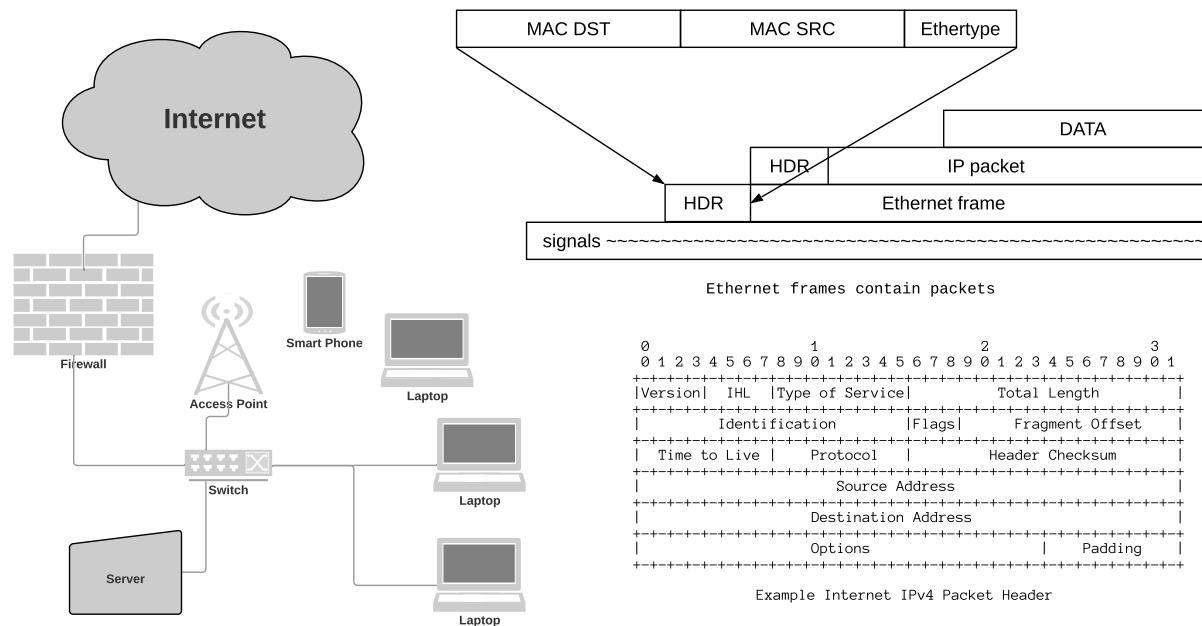 Internet
Firewall
Access Point
Smart Phone
Laptop
Switch
Laptop
Server
Laptop
MAC DST MAC SRC Ethertype
DATA
HDR IP packet
HDR Ethernet frame
signals ~~~~~~~~~~~~~~~~~~~~~~~~~~~~~~~~~~~~~~~~~~~~~~~~~~~~~~
Ethernet frames contain packets
0 1 2 3
0 1 2 3 4 5 6 7 8 9 0 1 2 3 4 5 6 7 8 9 0 1 2 3 4 5 6 7 8 9 0 1
+-+-+-+-+-+-+-+-+-+-+-+-+-+-+-+-+-+-+-+-+-+-+-+-+-+-+-+-+-+-+-+-+
|Version| IHL |Type of Service| Total Length |
+-+-+-+-+-+-+-+-+-+-+-+-+-+-+-+-+-+-+-+-+-+-+-+-+-+-+-+-+-+-+-+-+
| Identification |Flags| Fragment Offset |
+-+-+-+-+-+-+-+-+-+-+-+-+-+-+-+-+-+-+-+-+-+-+-+-+-+-+-+-+-+-+-+-+
| Time to Live | Protocol | Header Checksum |
+-+-+-+-+-+-+-+-+-+-+-+-+-+-+-+-+-+-+-+-+-+-+-+-+-+-+-+-+-+-+-+-+
| Source Address |
+-+-+-+-+-+-+-+-+-+-+-+-+-+-+-+-+-+-+-+-+-+-+-+-+-+-+-+-+-+-+-+-+
| Destination Address |
+-+-+-+-+-+-+-+-+-+-+-+-+-+-+-+-+-+-+-+-+-+-+-+-+-+-+-+-+-+-+-+-+
| Options | Padding |
+-+-+-+-+-+-+-+-+-+-+-+-+-+-+-+-+-+-+-+-+-+-+-+-+-+-+-+-+-+-+-+-+
Example Internet IPv4 Packet Header